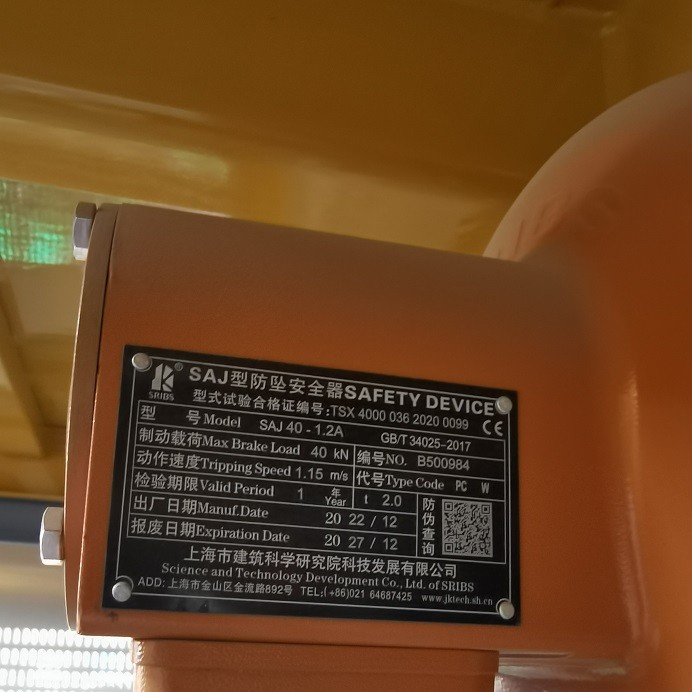 SRIBS ® SAJ型防坠安全器SAFETY DEVICE
型式试验合格证编号:TSX 4000 036 2020 0099 CE
型 号Model SAJ 40 - 1.2A GB/T34025-2017
制动载荷Max Brake Load 40 kN 编号NO. B500984
动作速度Tripping Speed 1.15 m/s 代号Type Code PC W
检验期限Valid Period 1 年Year t 2.0
出厂日期Manuf.Date 20 22 / 12 防伪查询
报废日期Expiration Date 20 27 / 12
上海市建筑科学研究院科技发展有限公司
Science and Technology Development Co., Ltd. of SRIBS
ADD: 上海市金山区金流路892号 TEL:(+86)021 64687425 www.jktech.sh.cn